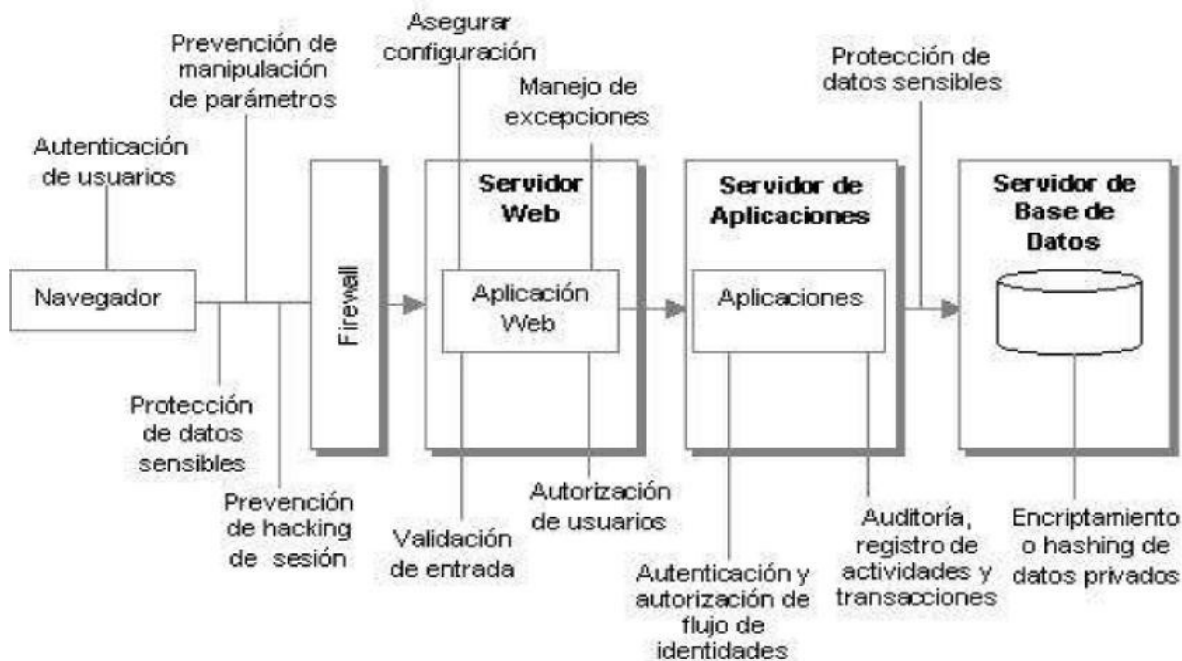 Asegurar
configuración
Prevención de
manipulación
de parámetros
Protección de
datos sensibles
Manejo de
excepciones
Autenticación
de usuarios
Servidor
Web
Servidor de
Aplicaciones
Servidor de
Base de
Datos
Navegador
Firewall
Aplicación
Web
Aplicaciones
Protección
de datos
sensibles
Prevención
de hacking
de sesión
Validación
de entrada
Autorización
de usuarios
Autenticación y
autorización de
flujo de
identidades
Auditoría,
registro de
actividades y
transacciones
Encriptamiento
o hashing de
datos privados